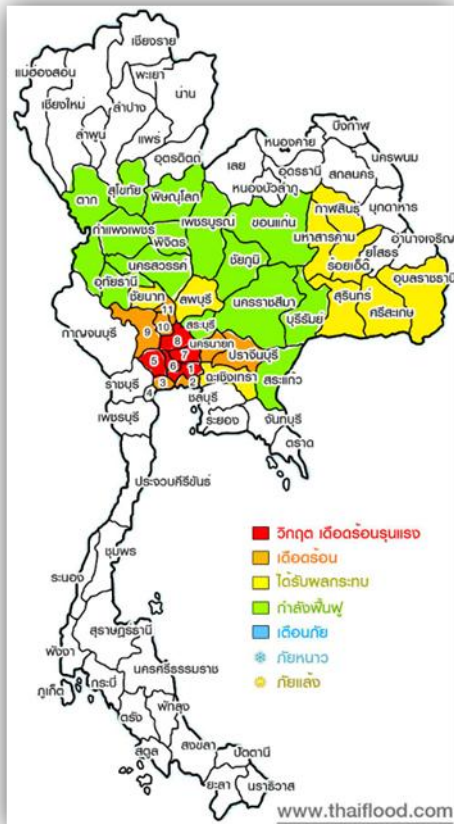 เชียงราย
แม่ฮ่องสอน
พะเยา
น่าน
เชียงใหม่
ลำปาง
ลำพูน
แพร่
บึงกาฬ
อุตรดิตถ์
เลย
หนองคาย
นครพนม
อุดรธานี
สกลนคร
หนองบัวลำภู
ตาก
สุโขทัย
พิษณุโลก
กาฬสินธุ์
มุกดาหาร
กำแพงเพชร
เพชรบูรณ์
ขอนแก่น
มหาสารคาม
อำนาจเจริญ
พิจิตร
ยโสธร
ร้อยเอ็ด
นครสวรรค์
ชัยภูมิ
อุทัยธานี
อุบลราชธานี
ชัยนาท
ลพบุรี
นครราชสีมา
สุรินทร์
ศรีสะเกษ
11
สระบุรี
บุรีรัมย์
กาญจนบุรี
9
10
8
นครนายก
7
ปราจีนบุรี
5
6
1
ราชบุรี
3
2
ฉะเชิงเทรา
สระแก้ว
4
ชลบุรี
เพชรบุรี
ระยอง
จันทบุรี
ตราด
ประจวบคีรีขันธ์
ชุมพร
ระนอง
สุราษฎร์ธานี
พังงา
นครศรีธรรมราช
กระบี่
ภูเก็ต
ตรัง
พัทลุง
สตูล
สงขลา
ปัตตานี
ยะลา
นราธิวาส
วิกฤต เดือดร้อนรุนแรง
เดือดร้อน
ได้รับผลกระทบ
กำลังฟื้นฟู
เตือนภัย
ภัยหนาว
ภัยแล้ง
www.thaiflood.com